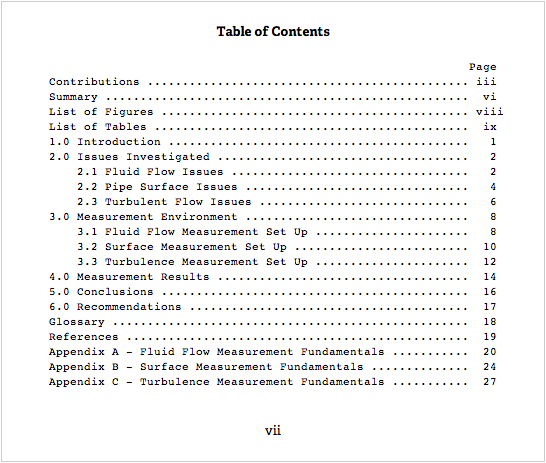 Table of Contents
Page
Contributions .............................................. iii
Summary .................................................... vi
List of Figures ............................................ viii
List of Tables ............................................. ix
1.0 Introduction ........................................... 1
2.0 Issues Investigated .................................... 2
2.1 Fluid Flow Issues .................................. 2
2.2 Pipe Surface Issues ................................ 4
2.3 Turbulent Flow Issues .............................. 6
3.0 Measurement Environment ................................ 8
3.1 Fluid Flow Measurement Set Up ...................... 8
3.2 Surface Measurement Set Up ......................... 10
3.3 Turbulence Measurement Set Up ...................... 12
4.0 Measurement Results .................................... 14
5.0 Conclusions ............................................ 16
6.0 Recommendations ........................................ 17
Glossary ................................................... 18
References ................................................. 19
Appendix A - Fluid Flow Measurement Fundamentals ........... 20
Appendix B - Surface Measurement Fundamentals .............. 24
Appendix C - Turbulence Measurement Fundamentals ........... 27
vii